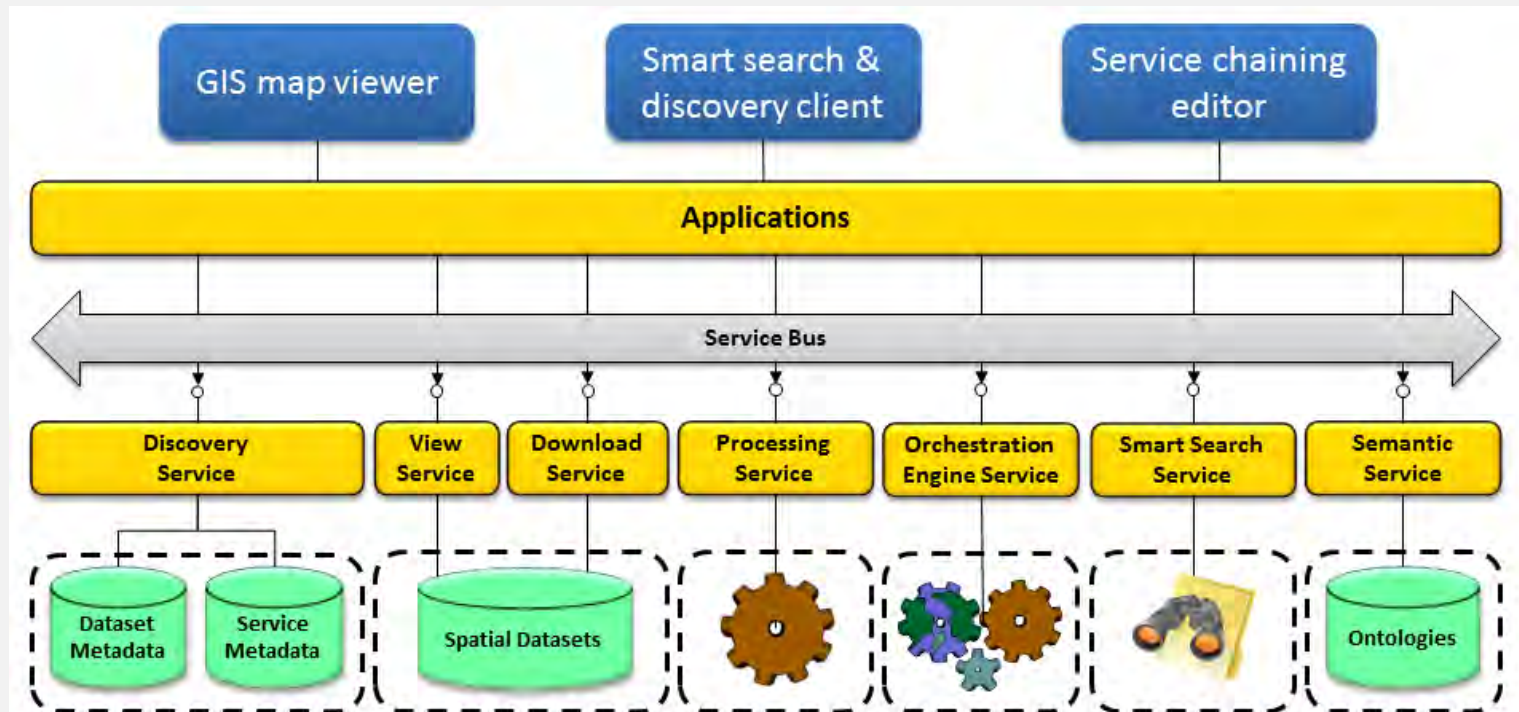 GIS map viewer
Smart search &
discovery client
Service chaining
editor
Applications
Service Bus
Discovery
Service
View
Service
Download
Service
Processing
Service
Orchestration
Engine Service
Smart Search
Service
Semantic
Service
Dataset
Metadata
Service
Metadata
Spatial Datasets
Ontologies